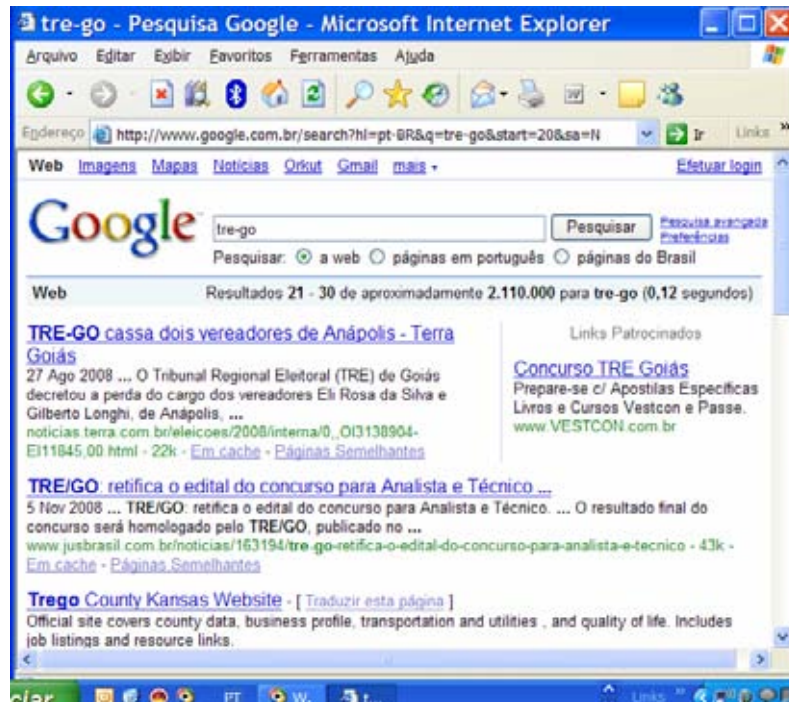 tre-go - Pesquisa Google - Microsoft Internet Explorer
Arquivo Editar Exibir Favoritos Ferramentas Ajuda
Endereço http://www.google.com.br/search?hl=pt-BR&q=tre-go&start=20&sa=N Ir Links »
Web Imagens Mapas Notícias Orkut Gmail mais Efetuar login
Google tre-go Pesquisar Pesquisa avançada
Preferências
Pesquisar: a web páginas em português páginas do Brasil
Web Resultados 21 - 30 de aproximadamente 2.110.000 para tre-go (0,12 segundos)
TRE-GO cassa dois vereadores de Anápolis - Terra
Goiás
27 Ago 2008 ... O Tribunal Regional Eleitoral (TRE) de Goiás
decretou a perda do cargo dos vereadores Eli Rosa da Silva e
Gilberto Longhi, de Anápolis, ...
noticias.terra.com.br/eleicoes/2008/interna/0,,OI3138904-
EI11845,00.html - 22k - Em cache - Páginas Semelhantes
Links Patrocinados
Concurso TRE Goiás
Prepare-se c/ Apostilas Específicas
Livros e Cursos Vestcon e Passe.
www.VESTCON.com.br
TRE/GO: retifica o edital do concurso para Analista e Técnico ...
5 Nov 2008 ... TRE/GO: retifica o edital do concurso para Analista e Técnico. ... O resultado final do
concurso será homologado pelo TRE/GO, publicado no ...
www.jusbrasil.com.br/noticias/163194/tre-go-retifica-o-edital-do-concurso-para-analista-e-tecnico - 43k -
Em cache - Páginas Semelhantes
Trego County Kansas Website - [ Traduzir esta página ]
Official site covers county data, business profile, transportation and utilities , and quality of life. Includes
job listings and resource links.
ciar PT W... t... Links »